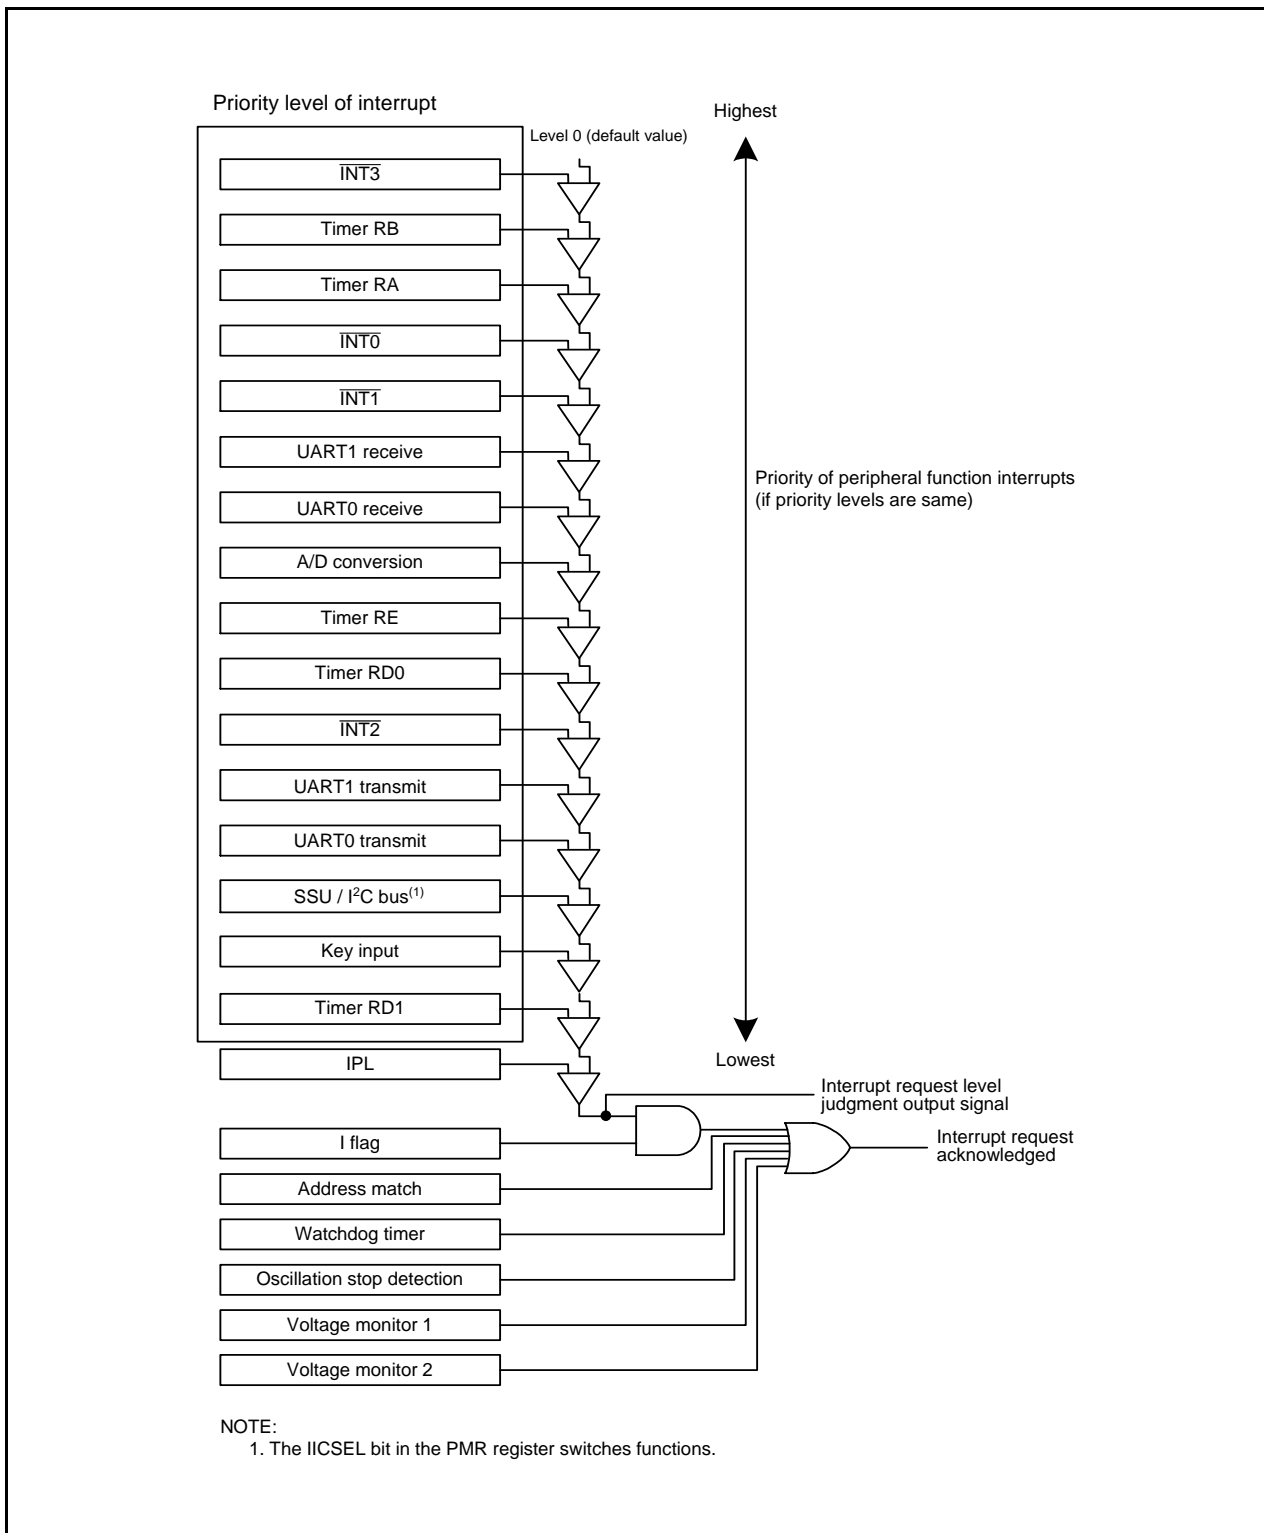 Priority level of interrupt
Highest
Level 0 (default value)
INT3
Timer RB
Timer RA
INT0
INT1
UART1 receive
Priority of peripheral function interrupts
(if priority levels are same)
UART0 receive
A/D conversion
Timer RE
Timer RD0
INT2
UART1 transmit
UART0 transmit
SSU / I²C bus(1)
Key input
Timer RD1
Lowest
IPL
Interrupt request level
judgment output signal
I flag
Interrupt request
acknowledged
Address match
Watchdog timer
Oscillation stop detection
Voltage monitor 1
Voltage monitor 2
NOTE:
1. The IICSEL bit in the PMR register switches functions.